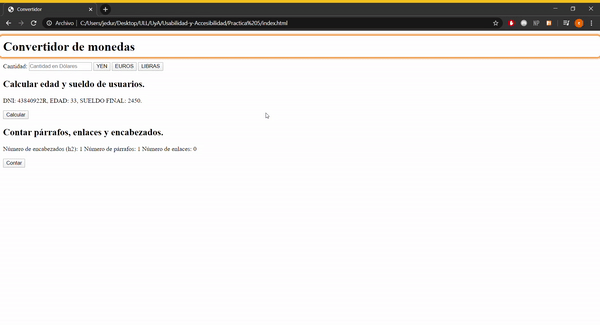 Convertidor
Archivo | C:/Users/jedur/Desktop/ULL/UyA/Usabilidad-y-Accesibilidad/Practica%205/index.html
Convertidor de monedas
Cantidad: Cantidad en Dólares YEN EUROS LIBRAS
Calcular edad y sueldo de usuarios.
DNI: 43840922R, EDAD: 33, SUELDO FINAL: 2450.
Calcular
Contar párrafos, enlaces y encabezados.
Número de encabezados (h2): 1 Número de párrafos: 1 Número de enlaces: 0
Contar